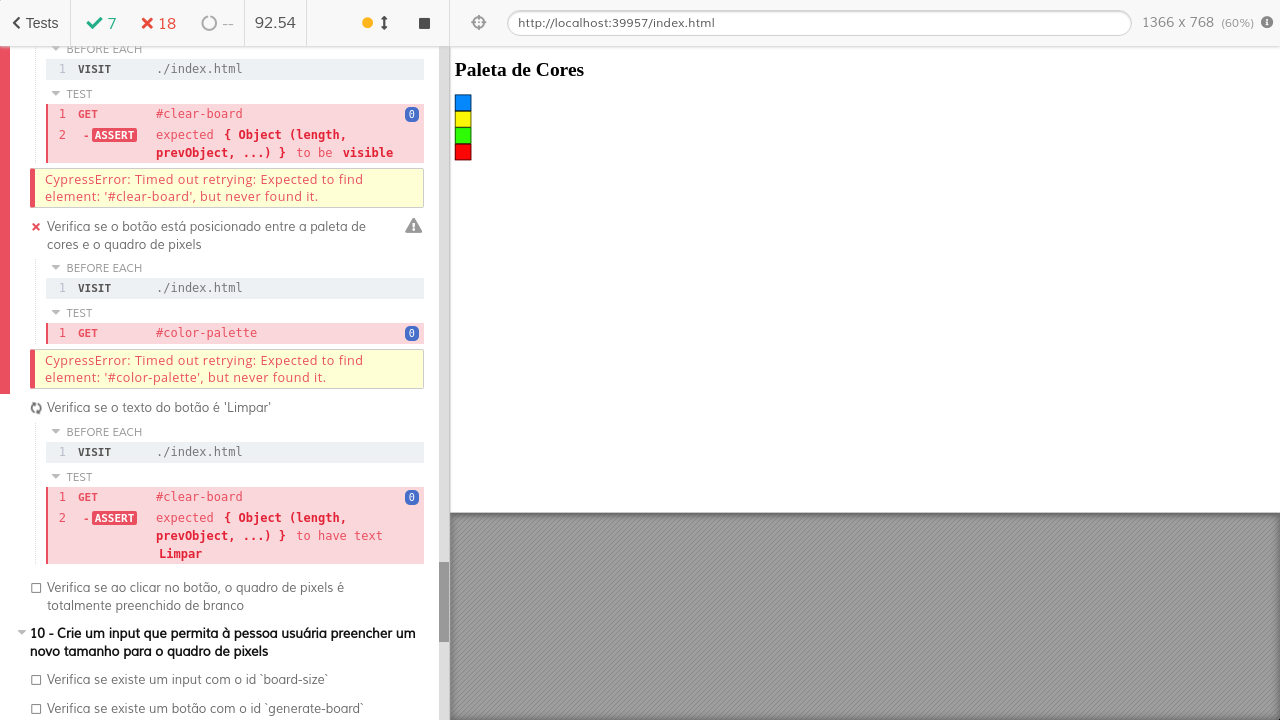 Tests
7
18
--
92.54
http://localhost:39957/index.html
1366 x 768 (60%)
BEFORE EACH
1 VISIT ./index.html
TEST
1 GET #clear-board 0
2 - ASSERT expected { Object (length,
prevObject, ...) } to be visible
CypressError: Timed out retrying: Expected to find
element: '#clear-board', but never found it.
Verifica se o botão está posicionado entre a paleta de
cores e o quadro de pixels
BEFORE EACH
1 VISIT ./index.html
TEST
1 GET #color-palette 0
CypressError: Timed out retrying: Expected to find
element: '#color-palette', but never found it.
Verifica se o texto do botão é 'Limpar'
BEFORE EACH
1 VISIT ./index.html
TEST
1 GET #clear-board 0
2 - ASSERT expected { Object (length,
prevObject, ...) } to have text
Limpar
Verifica se ao clicar no botão, o quadro de pixels é
totalmente preenchido de branco
10 - Crie um input que permita à pessoa usuária preencher um
novo tamanho para o quadro de pixels
Verifica se existe um input com o id `board-size`
Verifica se existe um botão com o id `generate-board`
Paleta de Cores